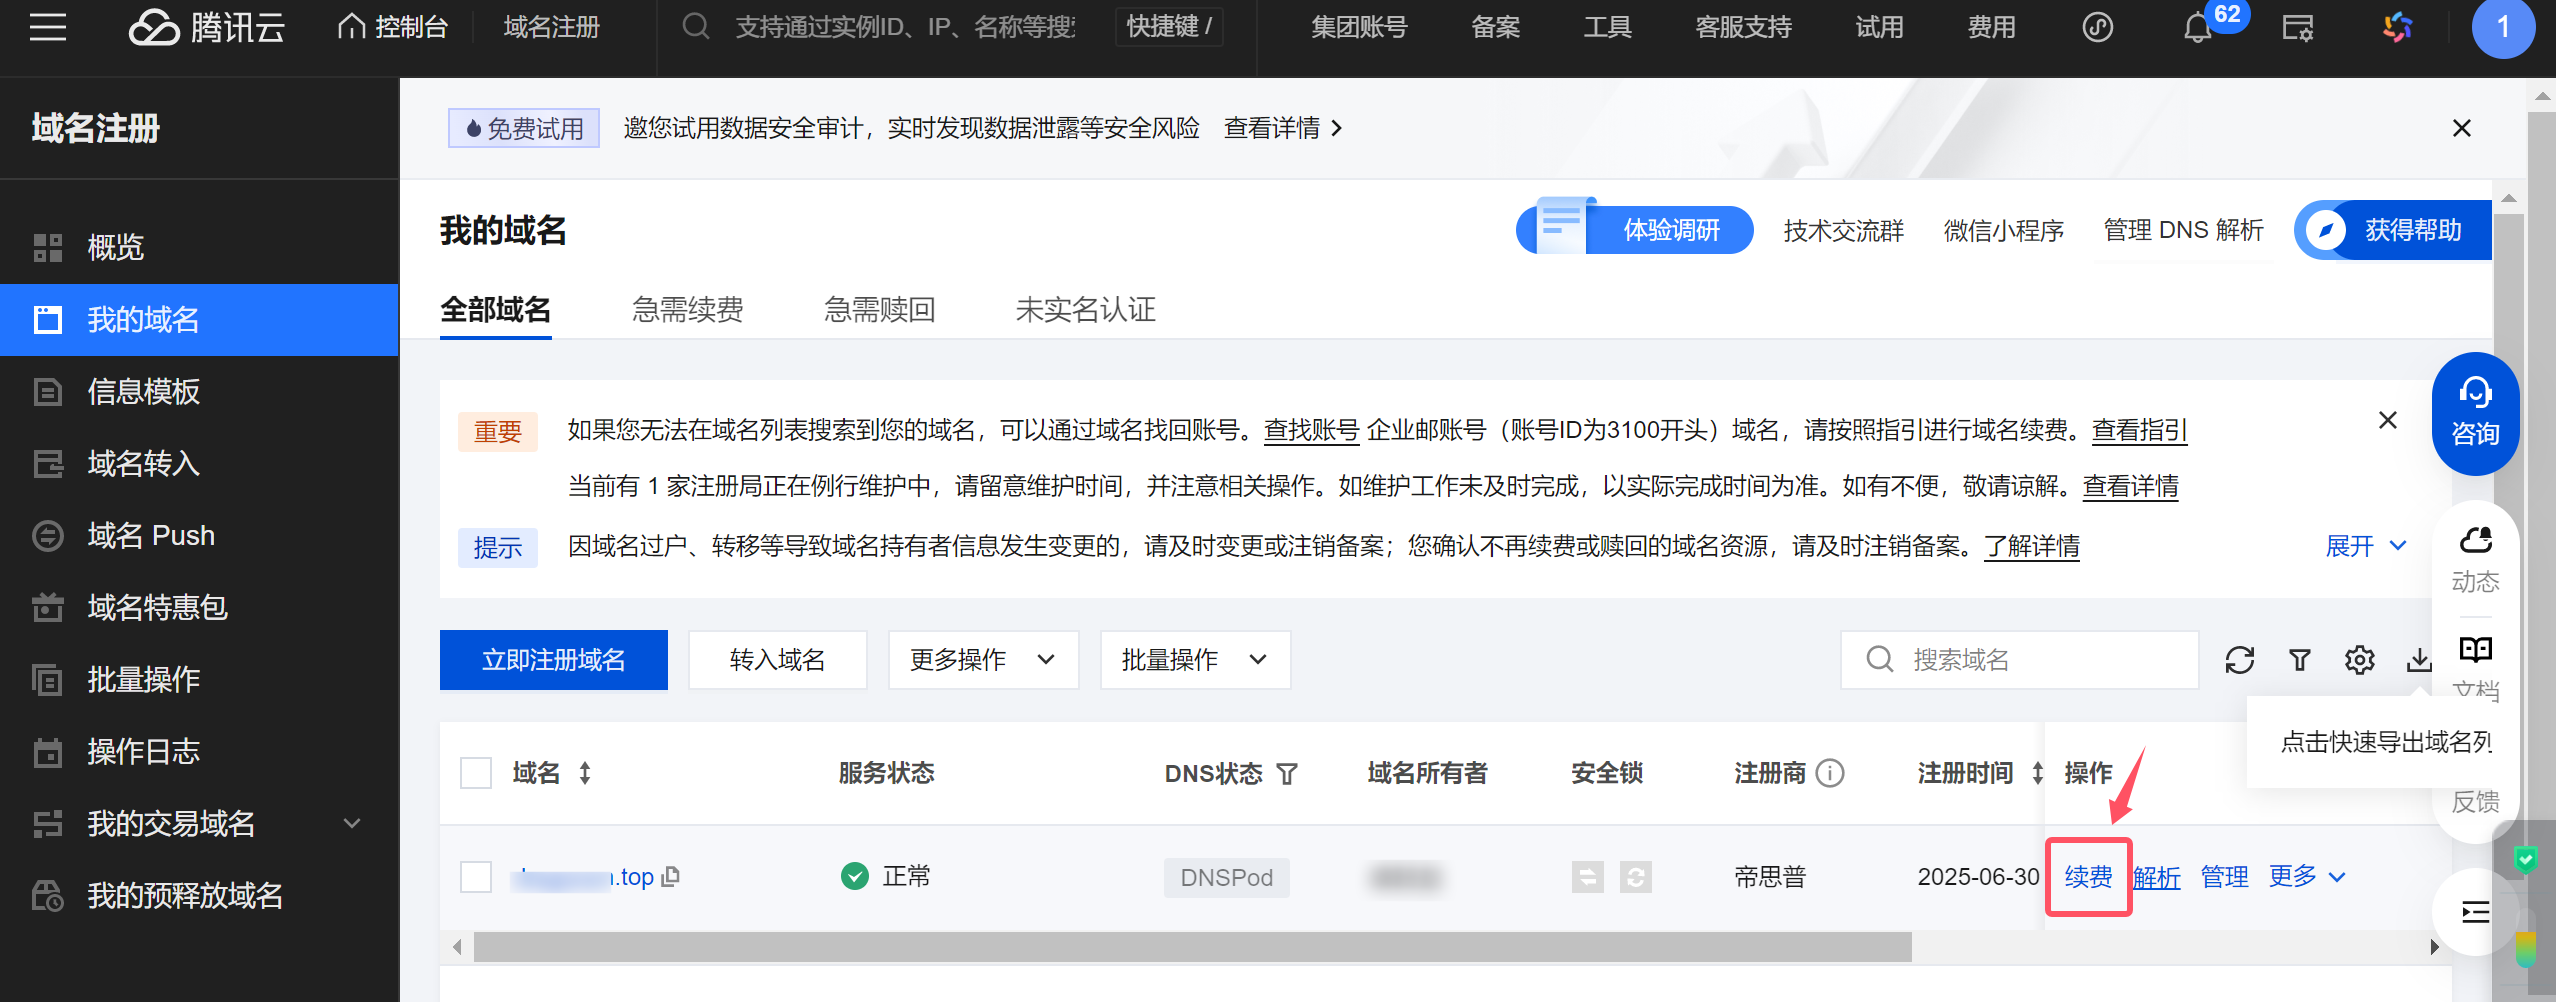 腾讯云 控制台 域名注册 支持通过实例ID、IP、名称等搜 快捷键 / 集团账号 备案 工具 客服支持 试用 费用 62 1
域名注册
概览
我的域名
信息模板
域名转入
域名 Push
域名特惠包
批量操作
操作日志
我的交易域名
我的预释放域名
免费试用 邀您试用数据安全审计，实时发现数据泄露等安全风险 查看详情
我的域名 体验调研 技术交流群 微信小程序 管理 DNS 解析 获得帮助
全部域名 急需续费 急需赎回 未实名认证
重要 如果您无法在域名列表搜索到您的域名，可以通过域名找回账号。查找账号 企业邮账号（账号ID为3100开头）域名，请按照指引进行域名续费。查看指引
当前有 1 家注册局正在例行维护中，请留意维护时间，并注意相关操作。如维护工作未及时完成，以实际完成时间为准。如有不便，敬请谅解。查看详情
提示 因域名过户、转移等导致域名持有者信息发生变更的，请及时变更或注销备案；您确认不再续费或赎回的域名资源，请及时注销备案。了解详情 展开
立即注册域名 转入域名 更多操作 批量操作 搜索域名
点击快速导出域名列
域名 服务状态 DNS状态 域名所有者 安全锁 注册商 注册时间 操作
.top 正常 DNSPod 帝思普 2025-06-30 续费 解析 管理 更多
咨询
动态
文档
反馈